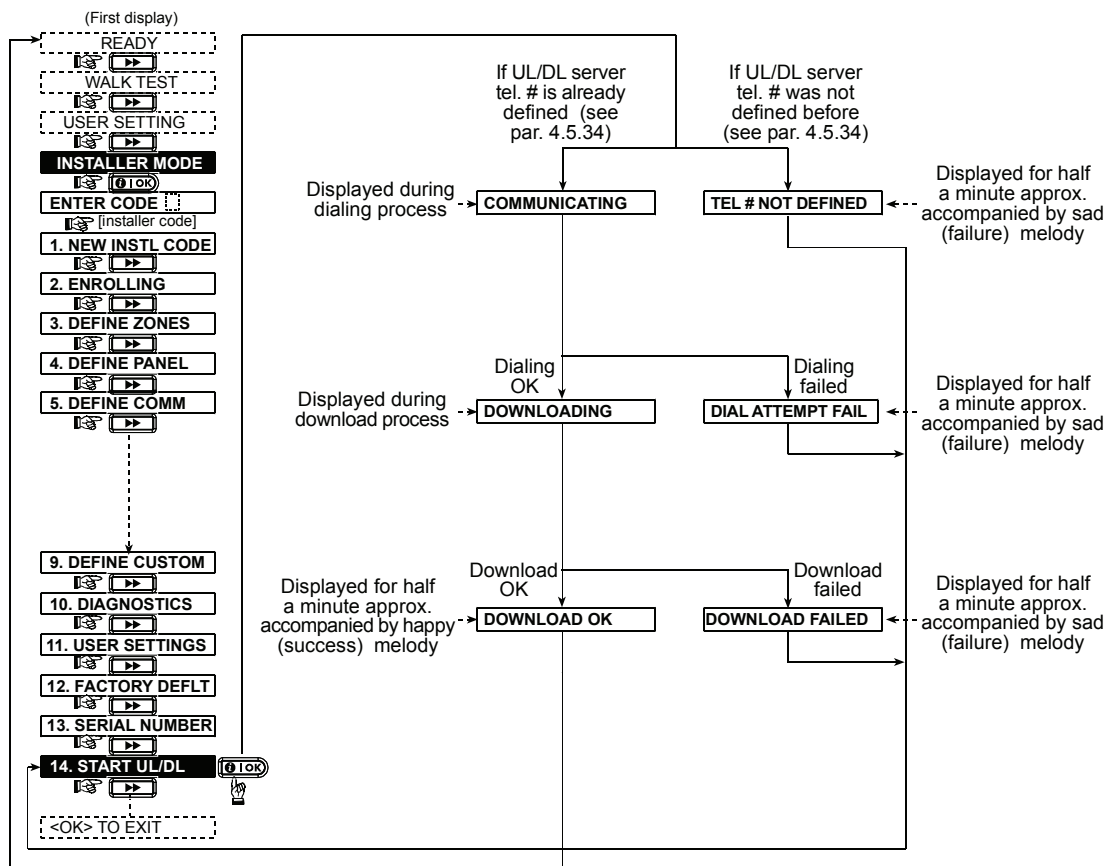 (First display)
READY
WALK TEST
USER SETTING
INSTALLER MODE
ENTER CODE
[installer code]
1. NEW INSTL CODE
2. ENROLLING
3. DEFINE ZONES
4. DEFINE PANEL
5. DEFINE COMM
9. DEFINE CUSTOM
10. DIAGNOSTICS
11. USER SETTINGS
12. FACTORY DEFLT
13. SERIAL NUMBER
14. START UL/DL
<OK> TO EXIT
OK
OK
If UL/DL server
tel. # is already
defined (see
par. 4.5.34)
If UL/DL server
tel. # was not
defined before
(see par. 4.5.34)
Displayed during
dialing process
COMMUNICATING
TEL # NOT DEFINED
Displayed for half
a minute approx.
accompanied by sad
(failure) melody
Dialing
OK
Dialing
failed
Displayed during
download process
DOWNLOADING
DIAL ATTEMPT FAIL
Displayed for half
a minute approx.
accompanied by sad
(failure) melody
Download
OK
Download
failed
Displayed for half
a minute approx.
accompanied by happy
(success) melody
DOWNLOAD OK
DOWNLOAD FAILED
Displayed for half
a minute approx.
accompanied by sad
(failure) melody